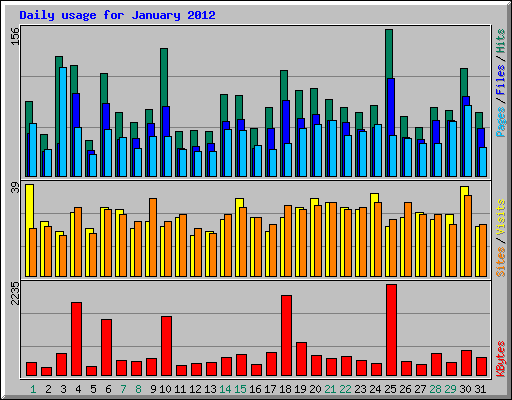 Daily usage for January 2012
156
Pages / Files / Hits
39
Sites / Visits
2235
KBytes
1 2 3 4 5 6 7 8 9 10 11 12 13 14 15 16 17 18 19 20 21 22 23 24 25 26 27 28 29 30 31